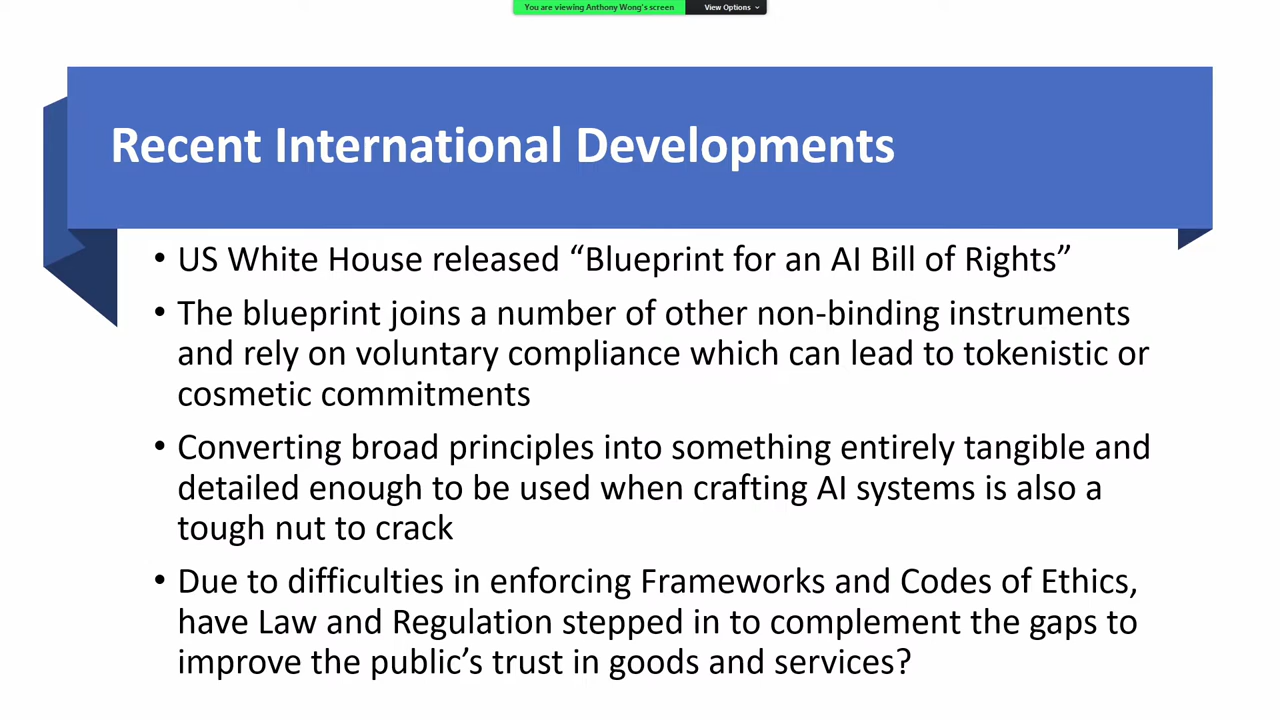 You are viewing Anthony Wong's screen View Options
Recent International Developments
• US White House released “Blueprint for an AI Bill of Rights”
• The blueprint joins a number of other non-binding instruments
and rely on voluntary compliance which can lead to tokenistic or
cosmetic commitments
• Converting broad principles into something entirely tangible and
detailed enough to be used when crafting AI systems is also a
tough nut to crack
• Due to difficulties in enforcing Frameworks and Codes of Ethics,
have Law and Regulation stepped in to complement the gaps to
improve the public’s trust in goods and services?